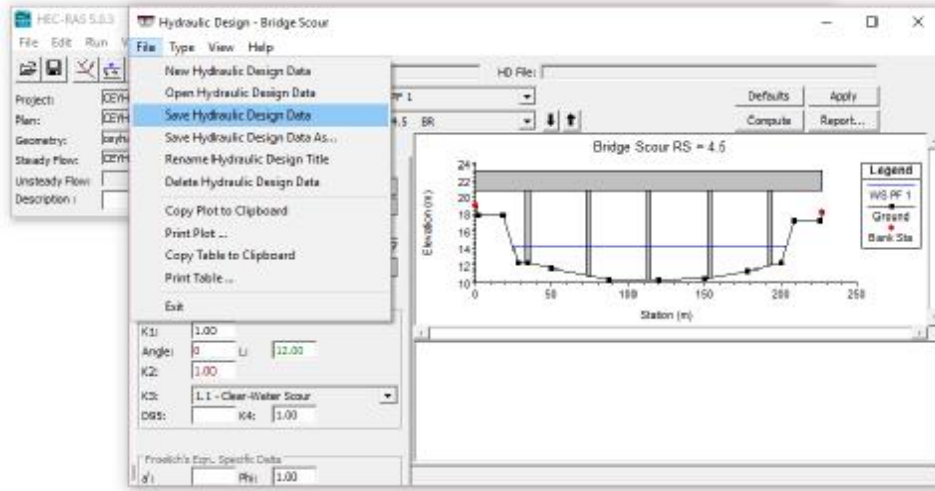 HEC-RAS 5.0.3
File Edit Run
Project:
Plan:
Geometry:
Steady Flow:
Unsteady Flow:
Description :
Hydraulic Design - Bridge Scour
File Type View Help
New Hydraulic Design Data
Open Hydraulic Design Data
Save Hydraulic Design Data
Save Hydraulic Design Data As...
Rename Hydraulic Design Title
Delete Hydraulic Design Data
Copy Plot to Clipboard
Print Plot ...
Copy Table to Clipboard
Print Table ...
Exit
HD File:
Defaults Apply
4.5 BR
Compute Report...
Bridge Scour RS = 4.5
Elevation (m)
24
22
20
18
16
14
12
10
0 50 100 150 200 250
Station (m)
Legend
WS PF 1
Ground
Bank Sta
K1: 1.00
Angle: 0 L: 12.00
K2: 1.00
K3: 1.1 - Clear-Water Scour
D95: K4: 1.00
Froelich's Eqn. Specific Data
a': Phi: 1.00